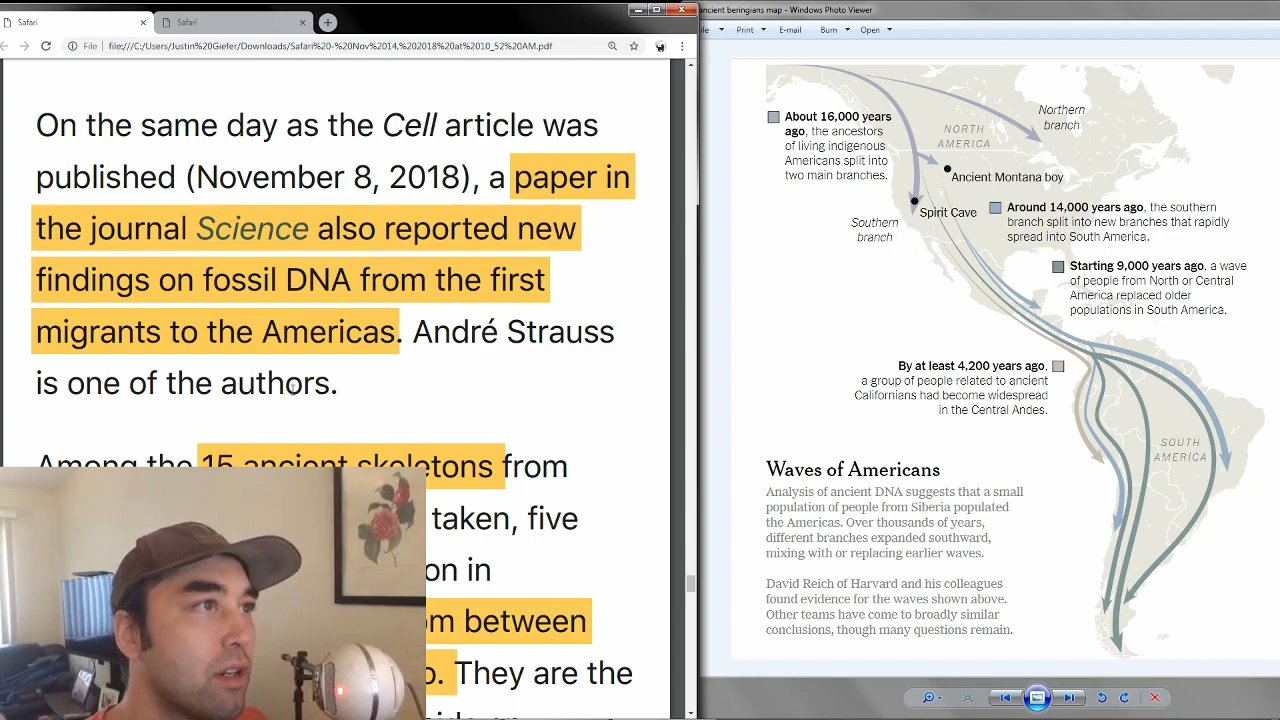 Safari
Safari
File | file:///C:/Users/Justin%20Giefer/Downloads/Safari%20-%20Nov%2014,%202018%20at%2010_52%20AM.pdf
On the same day as the Cell article was
published (November 8, 2018), a paper in
the journal Science also reported new
findings on fossil DNA from the first
migrants to the Americas. André Strauss
is one of the authors.
Among the 15 ancient skeletons from
taken, five
on in
om between
o. They are the
ancient beringians map - Windows Photo Viewer
Print
E-mail
Burn
Open
About 16,000 years
ago, the ancestors
of living indigenous
Americans split into
two main branches.
Northern
branch
NORTH
AMERICA
Ancient Montana boy
Spirit Cave
Southern
branch
Around 14,000 years ago, the southern
branch split into new branches that rapidly
spread into South America.
Starting 9,000 years ago, a wave
of people from North or Central
America replaced older
populations in South America.
By at least 4,200 years ago,
a group of people related to ancient
Californians had become widespread
in the Central Andes.
SOUTH
AMERICA
Waves of Americans
Analysis of ancient DNA suggests that a small
population of people from Siberia populated
the Americas. Over thousands of years,
different branches expanded southward,
mixing with or replacing earlier waves.
David Reich of Harvard and his colleagues
found evidence for the waves shown above.
Other teams have come to broadly similar
conclusions, though many questions remain.